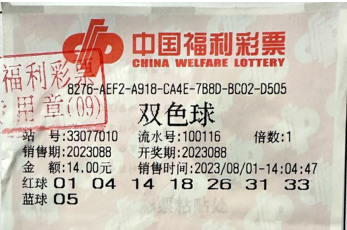 中国福利彩票
CHINA WELFARE LOTTERY
8276-AEF2-A918-CA4E-7B8D-BC02-D505
福利彩票
用章(09)
双色球
站 号:33077010 流水号:100116 倍数:1
销售期:2023088 开奖期:2023088
金 额:14.00元 销售时间:2023/08/01-14:04:47
红球 01 04 14 18 26 31 33
蓝球 05